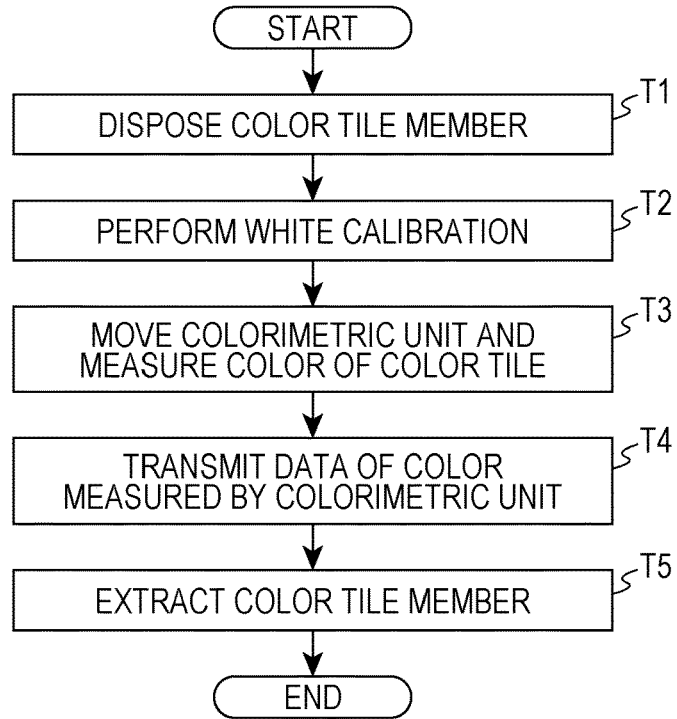 START
T1
DISPOSE COLOR TILE MEMBER
T2
PERFORM WHITE CALIBRATION
T3
MOVE COLORIMETRIC UNIT AND
MEASURE COLOR OF COLOR TILE
T4
TRANSMIT DATA OF COLOR
MEASURED BY COLORIMETRIC UNIT
T5
EXTRACT COLOR TILE MEMBER
END